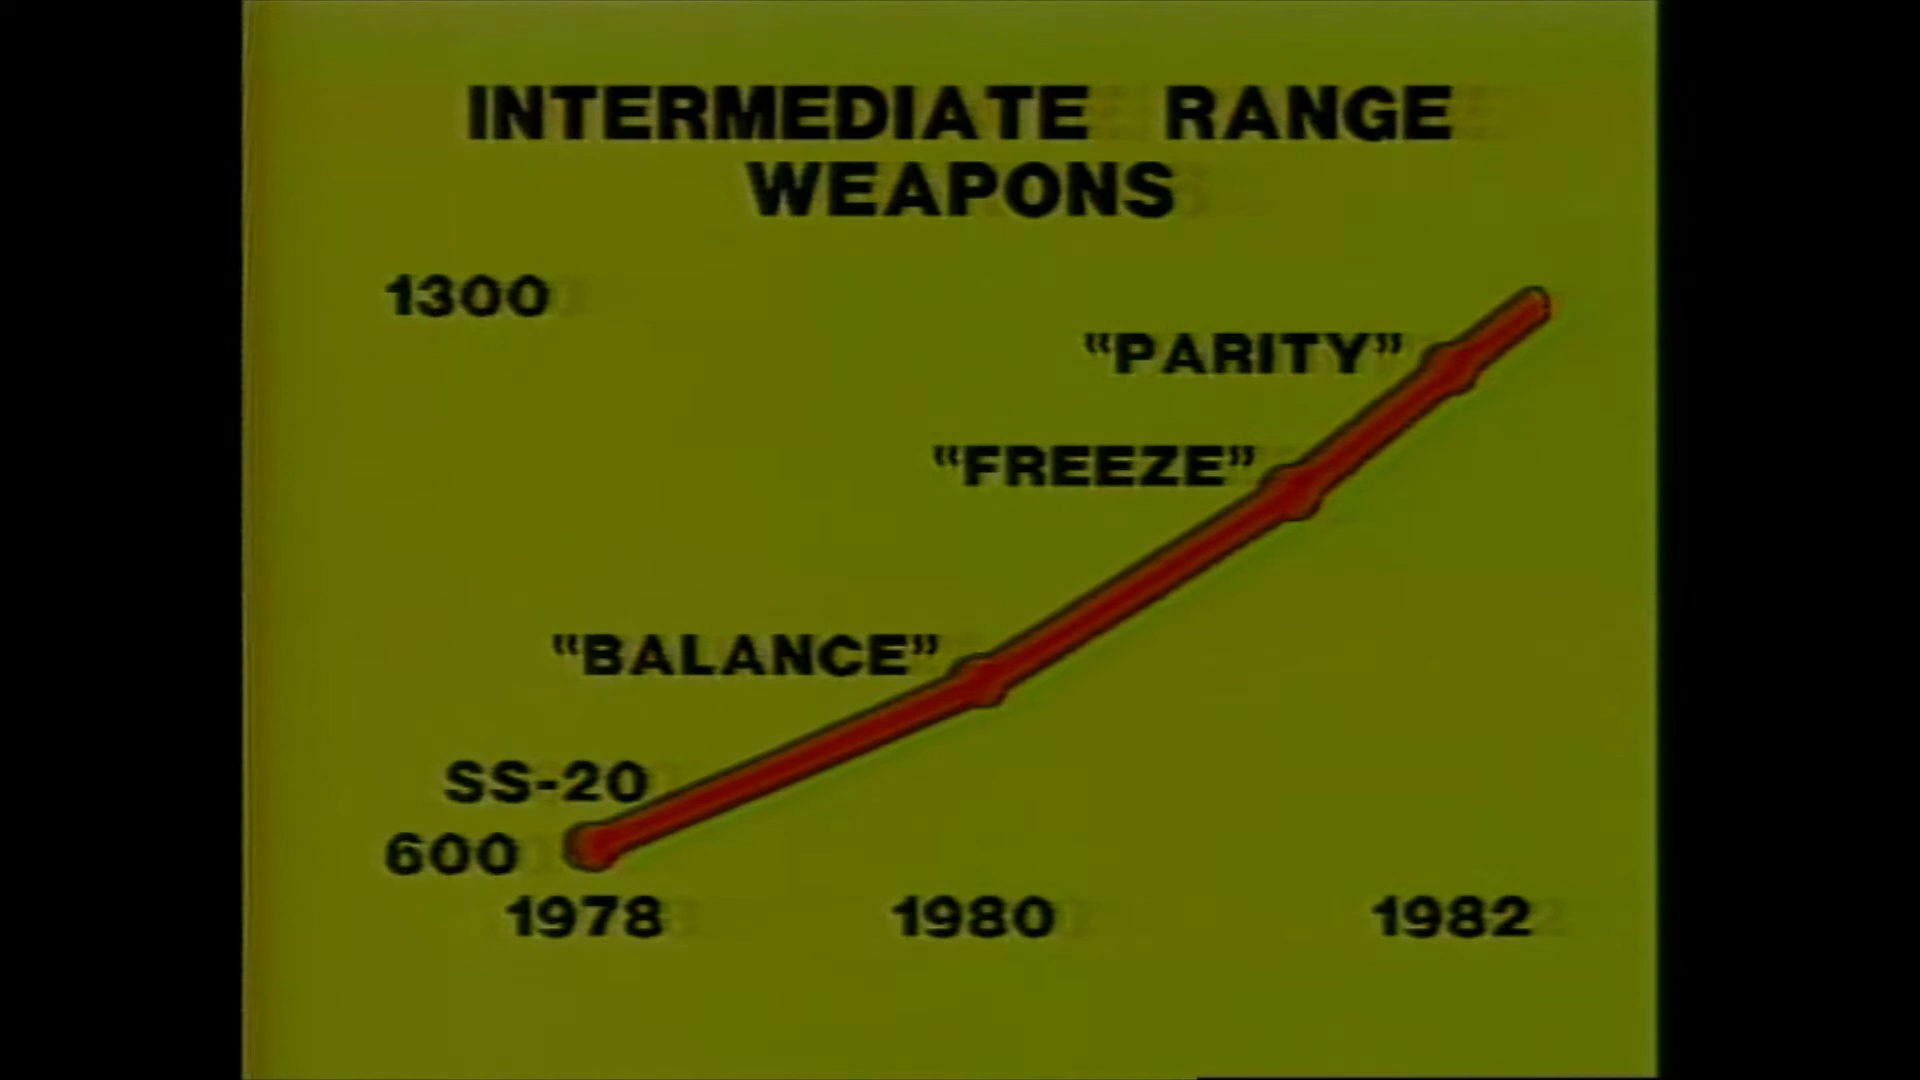 INTERMEDIATE RANGE
WEAPONS
1300
"PARITY"
"FREEZE"
"BALANCE"
SS-20
600
1978 1980 1982